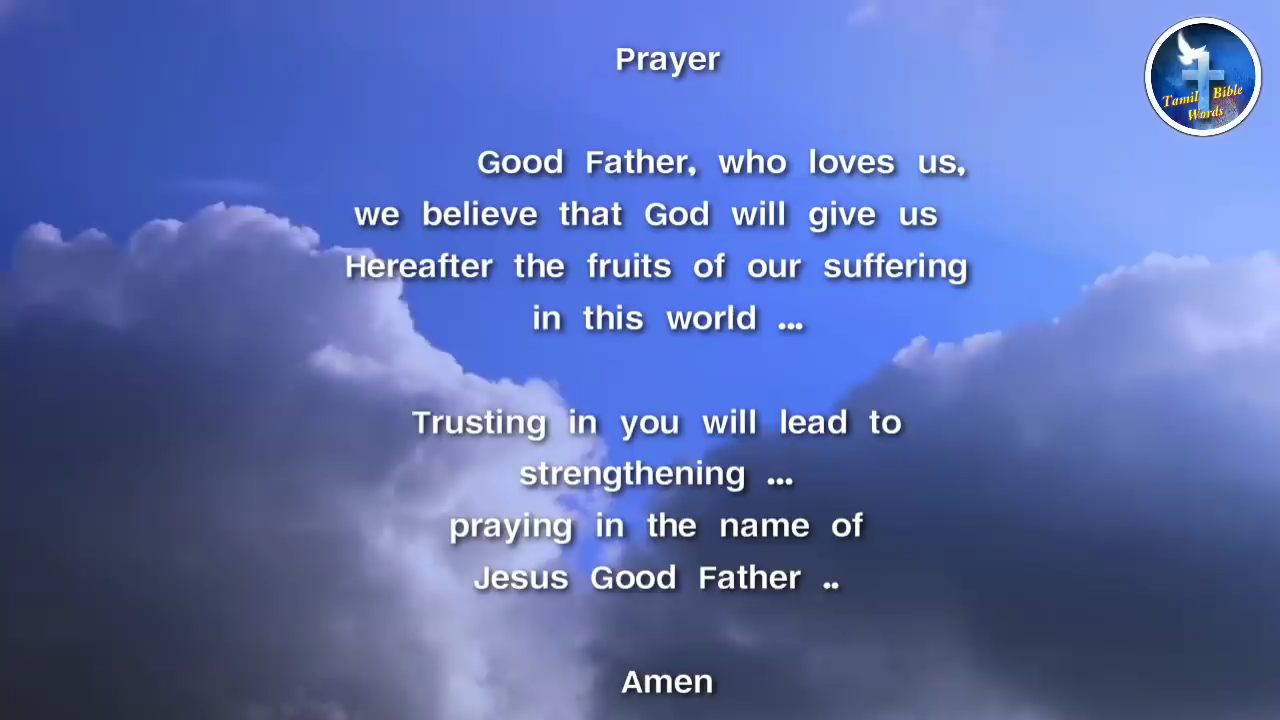 Prayer
Tamil Bible
Words
Good Father, who loves us,
we believe that God will give us
Hereafter the fruits of our suffering
in this world ...
Trusting in you will lead to
strengthening ...
praying in the name of
Jesus Good Father ..
Amen